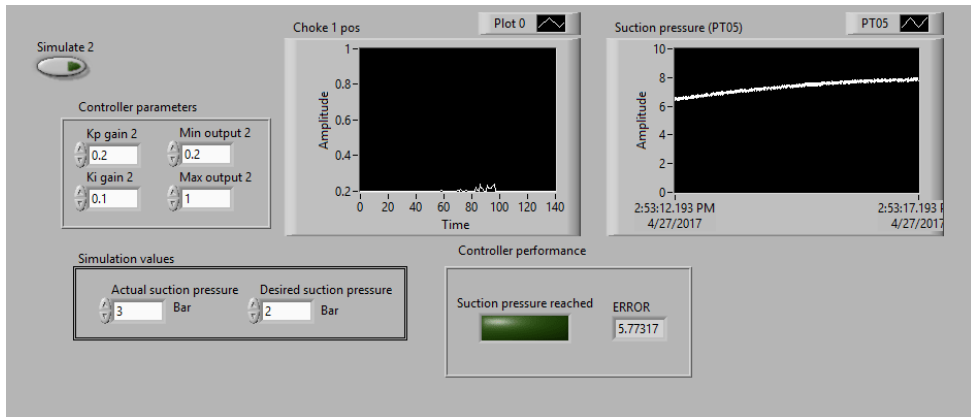 Simulate 2
Controller parameters
Kp gain 2
0.2
Min output 2
0.2
Ki gain 2
0.1
Max output 2
1
Choke 1 pos
Plot 0
Amplitude
1
0.8
0.6
0.4
0.2
0 20 40 60 80 100 120 140
Time
Suction pressure (PT05)
PT05
Amplitude
10
8
6
4
2
0
2:53:12.193 PM
4/27/2017
2:53:17.193
4/27/2017
Simulation values
Actual suction pressure
3 Bar
Desired suction pressure
2 Bar
Controller performance
Suction pressure reached
ERROR
5.77317